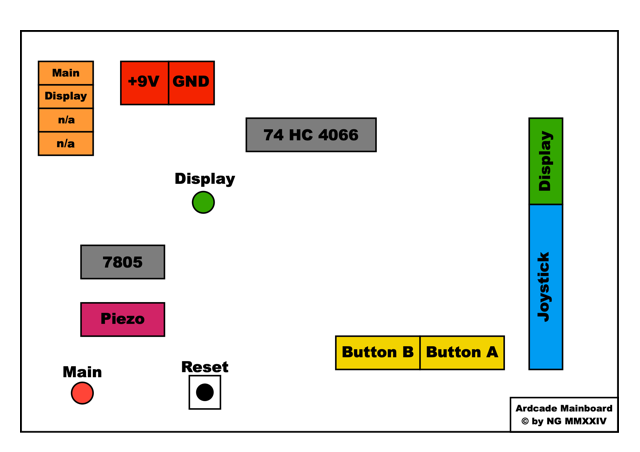 Main
Display
n/a
n/a
+9V
GND
74 HC 4066
Display
7805
Piezo
Main
Reset
Button B
Button A
Display
Joystick
Ardcade Mainboard
© by NG MMXXIV